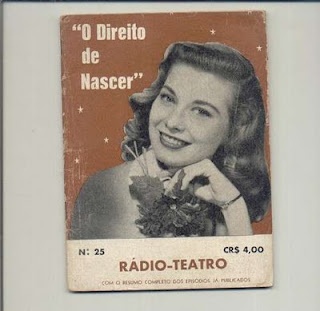 "O Direito
de
Nascer"
Nº 25
CR$ 4,00
RÁDIO-TEATRO
COM O RESUMO COMPLETO DOS EPISÓDIOS JÁ PUBLICADOS